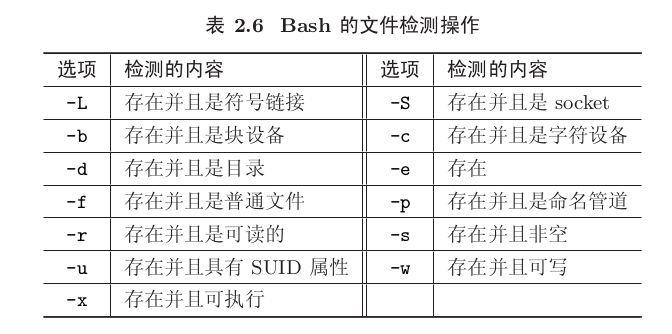 表 2.6 Bash 的文件检测操作
选项 检测的内容 选项 检测的内容
-L 存在并且是符号链接 -S 存在并且是 socket
-b 存在并且是块设备 -c 存在并且是字符设备
-d 存在并且是目录 -e 存在
-f 存在并且是普通文件 -p 存在并且是命名管道
-r 存在并且是可读的 -s 存在并且非空
-u 存在并且具有 SUID 属性 -w 存在并且可写
-x 存在并且可执行